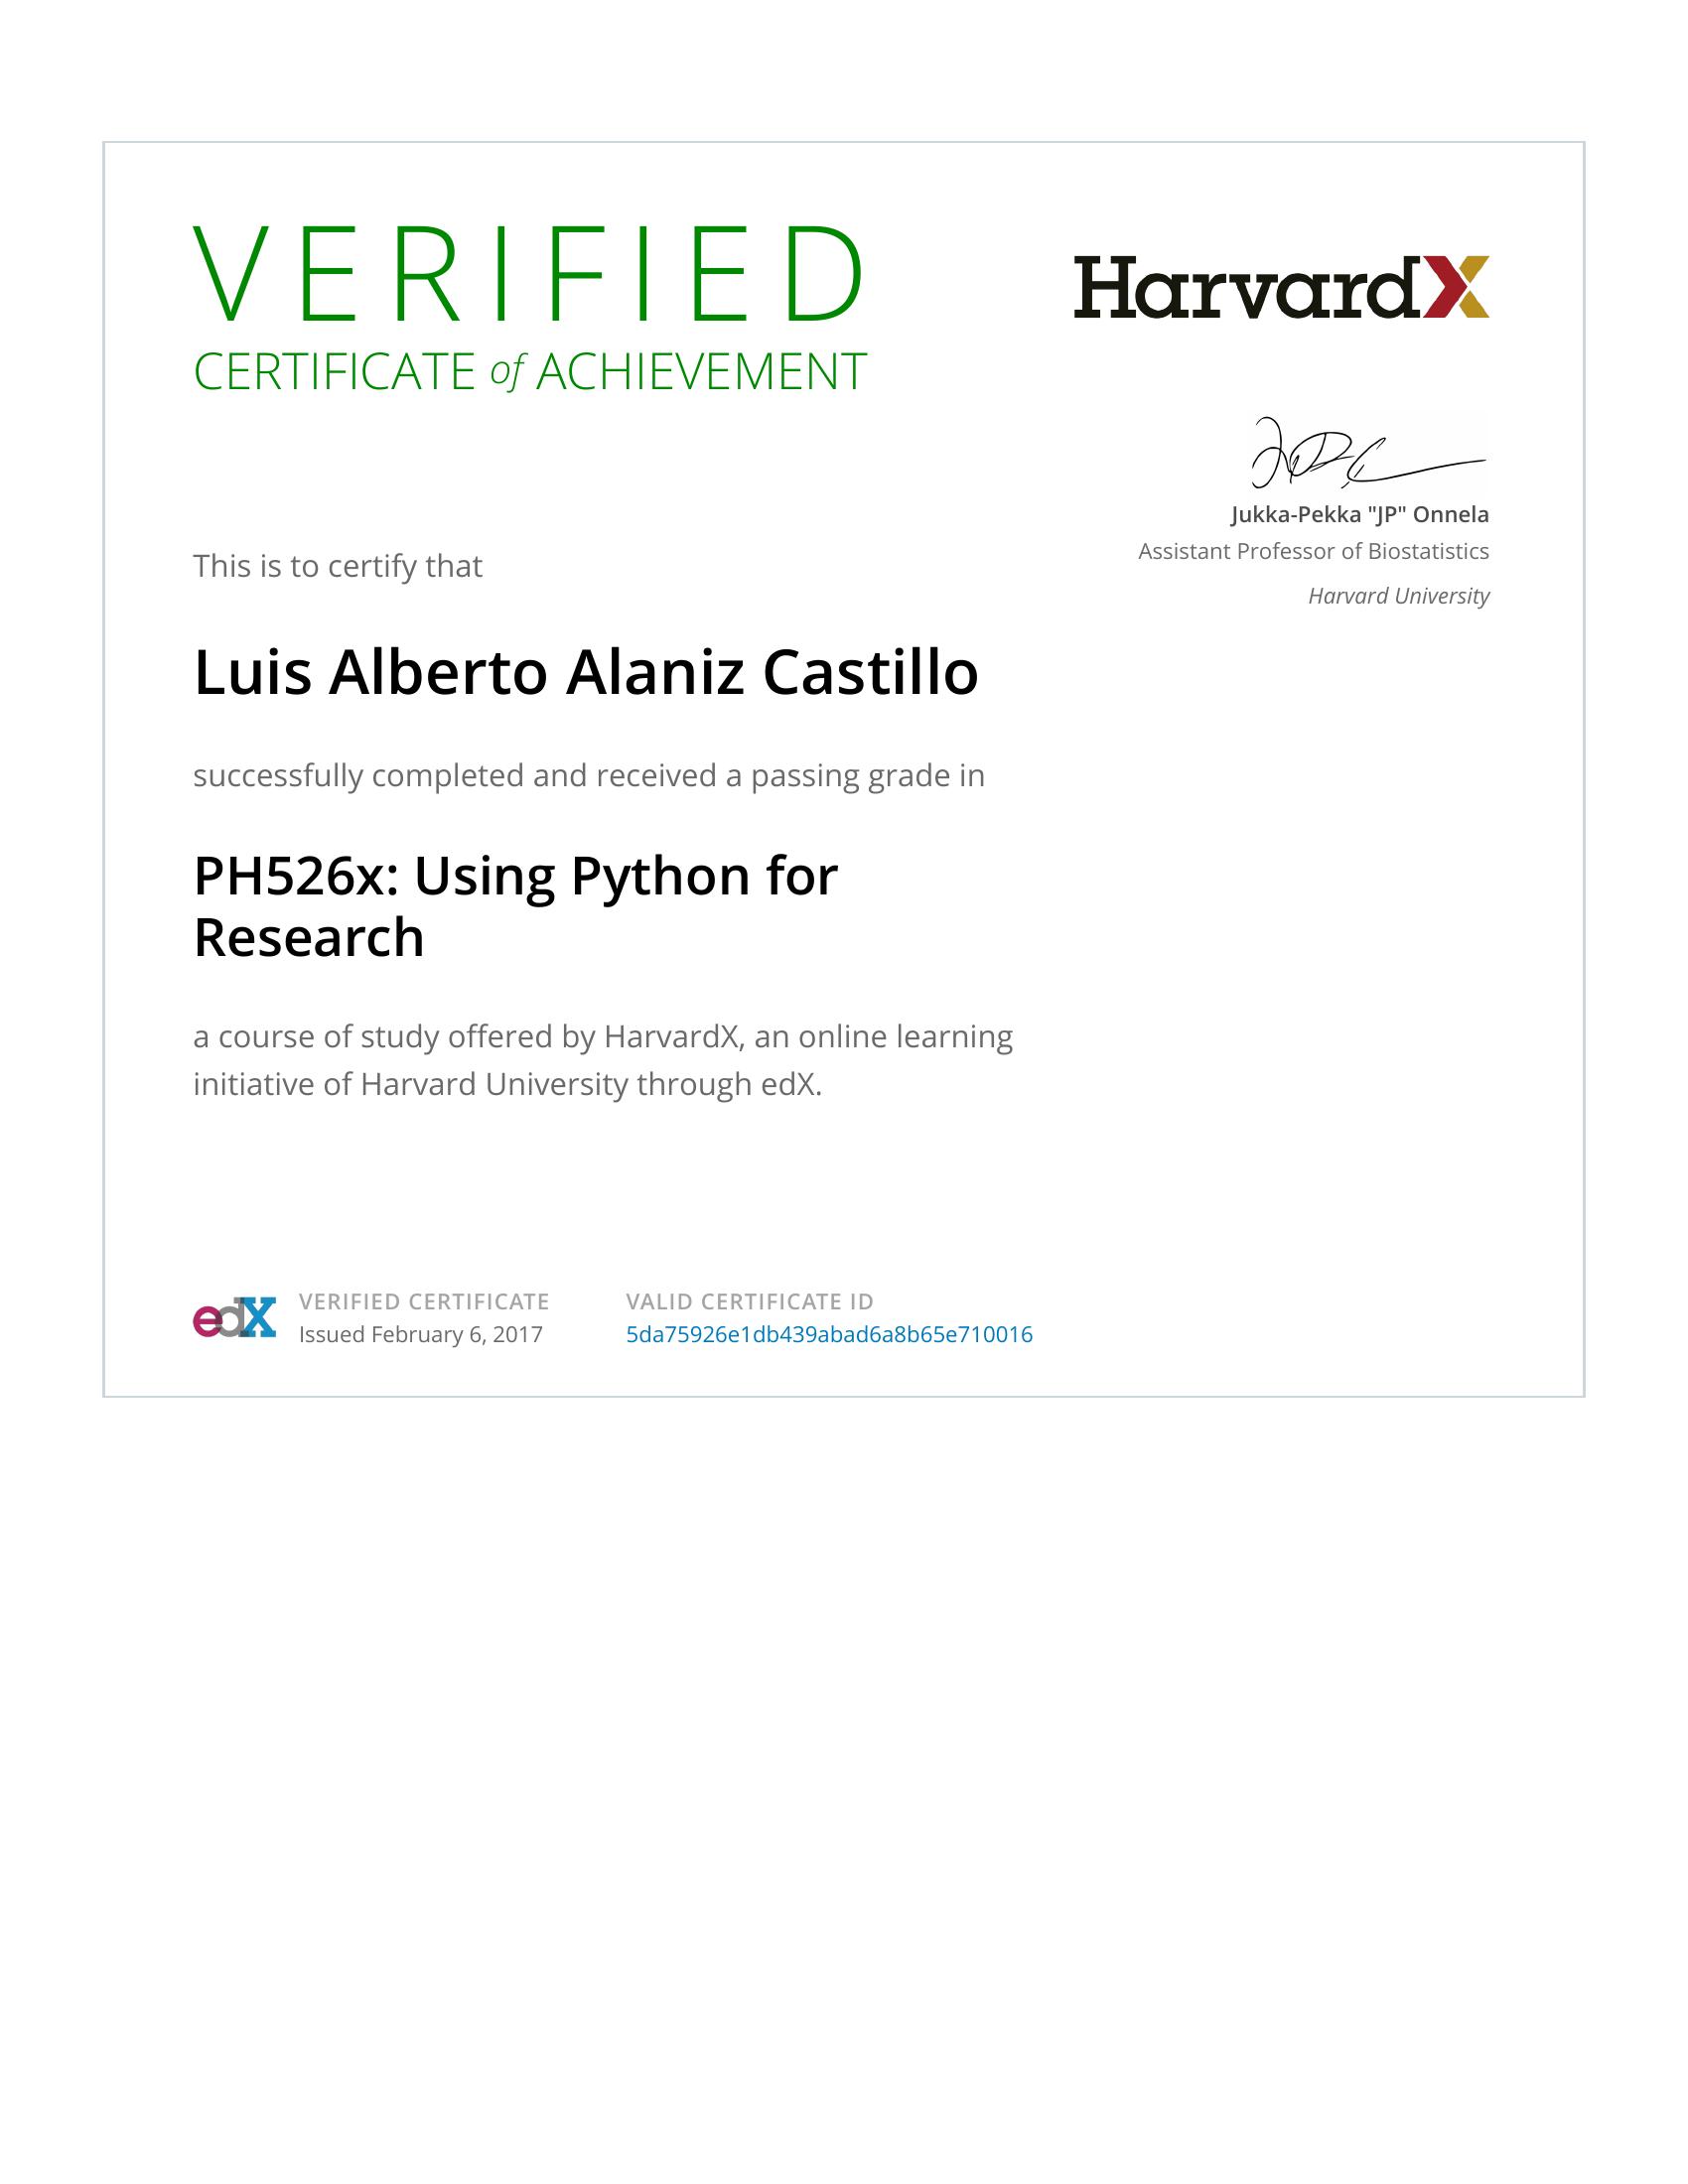 VERIFIED
CERTIFICATE of ACHIEVEMENT
HarvardX
Jukka-Pekka "JP" Onnela
Assistant Professor of Biostatistics
Harvard University
This is to certify that
Luis Alberto Alaniz Castillo
successfully completed and received a passing grade in
PH526x: Using Python for
Research
a course of study offered by HarvardX, an online learning
initiative of Harvard University through edX.
edX
VERIFIED CERTIFICATE
Issued February 6, 2017
VALID CERTIFICATE ID
5da75926e1db439abad6a8b65e710016